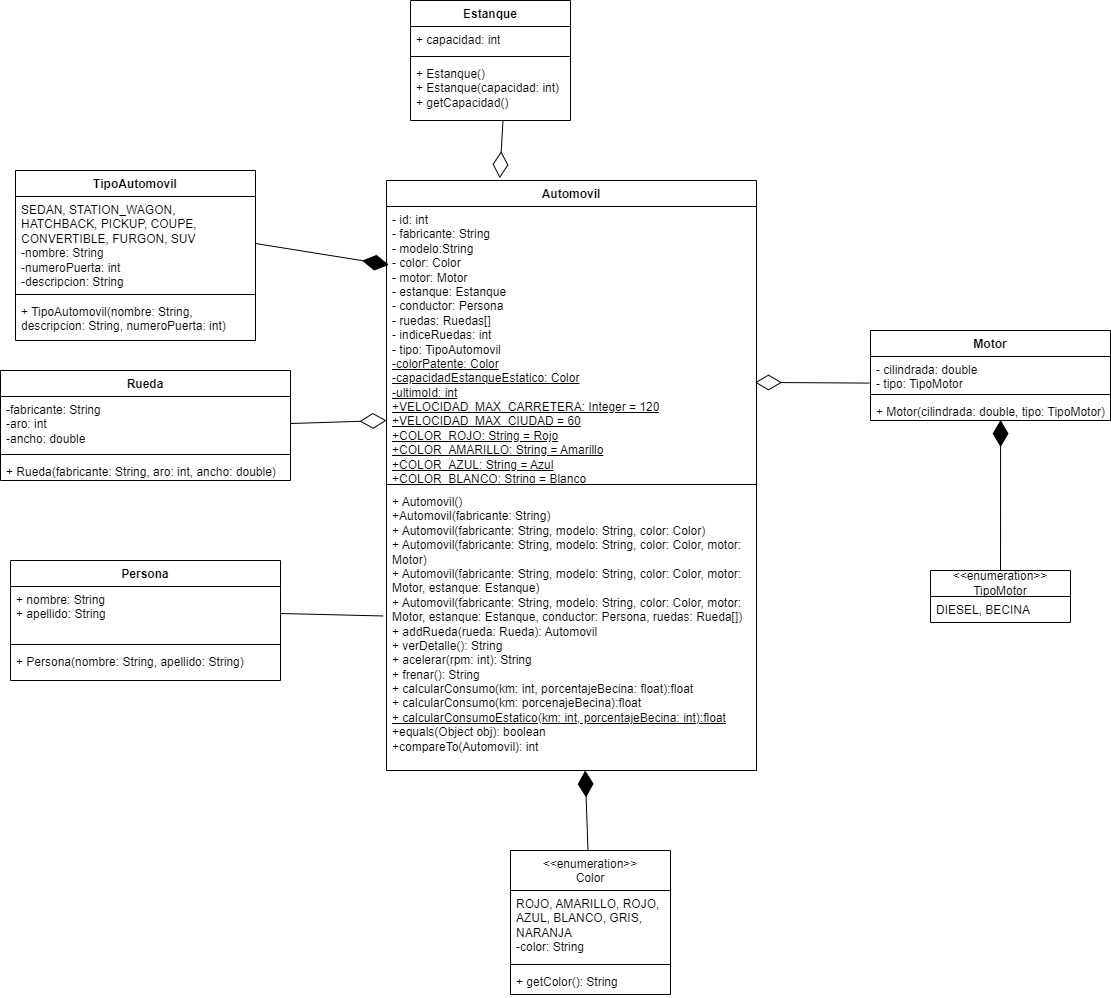 Estanque
+ capacidad: int
+ Estanque()
+ Estanque(capacidad: int)
+ getCapacidad()
TipoAutomovil
SEDAN, STATION_WAGON,
HATCHBACK, PICKUP, COUPE,
CONVERTIBLE, FURGON, SUV
-nombre: String
-numeroPuerta: int
-descripcion: String
+ TipoAutomovil(nombre: String,
descripcion: String, numeroPuerta: int)
Rueda
-fabricante: String
-aro: int
-ancho: double
+ Rueda(fabricante: String, aro: int, ancho: double)
Persona
+ nombre: String
+ apellido: String
+ Persona(nombre: String, apellido: String)
Automovil
- id: int
- fabricante: String
- modelo:String
- color: Color
- motor: Motor
- estanque: Estanque
- conductor: Persona
- ruedas: Ruedas[]
- indiceRuedas: int
- tipo: TipoAutomovil
-colorPatente: Color
-capacidadEstanqueEstatico: Color
-ultimoId: int
+VELOCIDAD_MAX_CARRETERA: Integer = 120
+VELOCIDAD_MAX_CIUDAD = 60
+COLOR_ROJO: String = Rojo
+COLOR_AMARILLO: String = Amarillo
+COLOR_AZUL: String = Azul
+COLOR_BLANCO: String = Blanco
+ Automovil()
+Automovil(fabricante: String)
+ Automovil(fabricante: String, modelo: String, color: Color)
+ Automovil(fabricante: String, modelo: String, color: Color, motor:
Motor)
+ Automovil(fabricante: String, modelo: String, color: Color, motor:
Motor, estanque: Estanque)
+ Automovil(fabricante: String, modelo: String, color: Color, motor:
Motor, estanque: Estanque, conductor: Persona, ruedas: Rueda[])
+ addRueda(rueda: Rueda): Automovil
+ verDetalle(): String
+ acelerar(rpm: int): String
+ frenar(): String
+ calcularConsumo(km: int, porcentajeBecina: float):float
+ calcularConsumo(km: porcenajeBecina):float
+ calcularConsumoEstatico(km: int, porcentajeBecina: int):float
+equals(Object obj): boolean
+compareTo(Automovil): int
Motor
- cilindrada: double
- tipo: TipoMotor
+ Motor(cilindrada: double, tipo: TipoMotor)
<<enumeration>>
TipoMotor
DIESEL, BECINA
<<enumeration>>
Color
ROJO, AMARILLO, ROJO,
AZUL, BLANCO, GRIS,
NARANJA
-color: String
+ getColor(): String